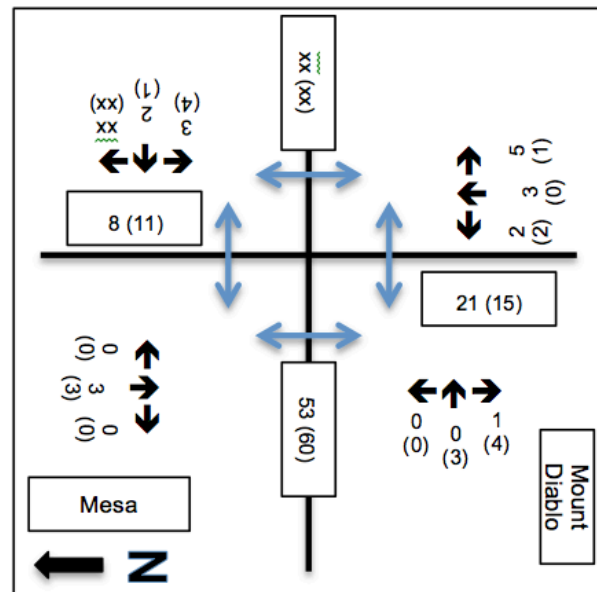 xx (xx)
xx 2 3
(xx) (1) (4)
5 (1)
3 (0)
2 (2)
8 (11)
21 (15)
0 (0)
3 (3)
0 (0)
53 (60)
0 0 1
(0) (3) (4)
Mount
Diablo
Mesa
N